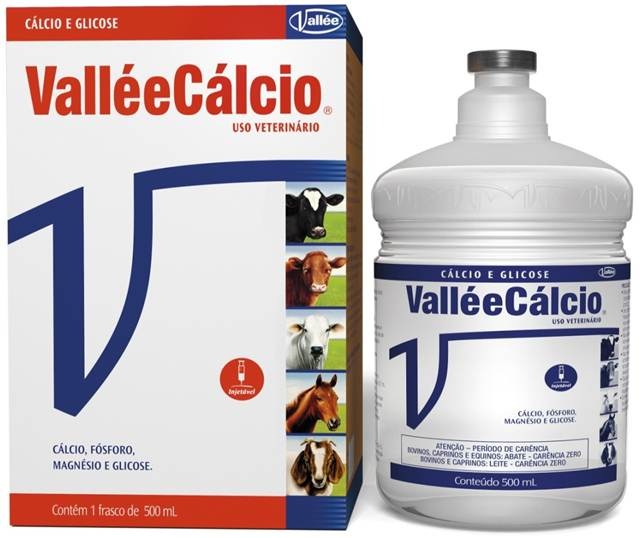 CÁLCIO E GLICOSE
Vallée
ValléeCálcio®
USO VETERINÁRIO
Injetável
CÁLCIO, FÓSFORO,
MAGNÉSIO E GLICOSE.
Contém 1 frasco de 500 mL
CÁLCIO E GLICOSE
Vallée
ValléeCálcio®
USO VETERINÁRIO
Injetável
CÁLCIO, FÓSFORO,
MAGNÉSIO E GLICOSE.
ATENÇÃO – PERÍODO DE CARÊNCIA
BOVINOS, CAPRINOS E EQUINOS: ABATE - CARÊNCIA ZERO
BOVINOS E CAPRINOS: LEITE - CARÊNCIA ZERO
Conteúdo 500 mL